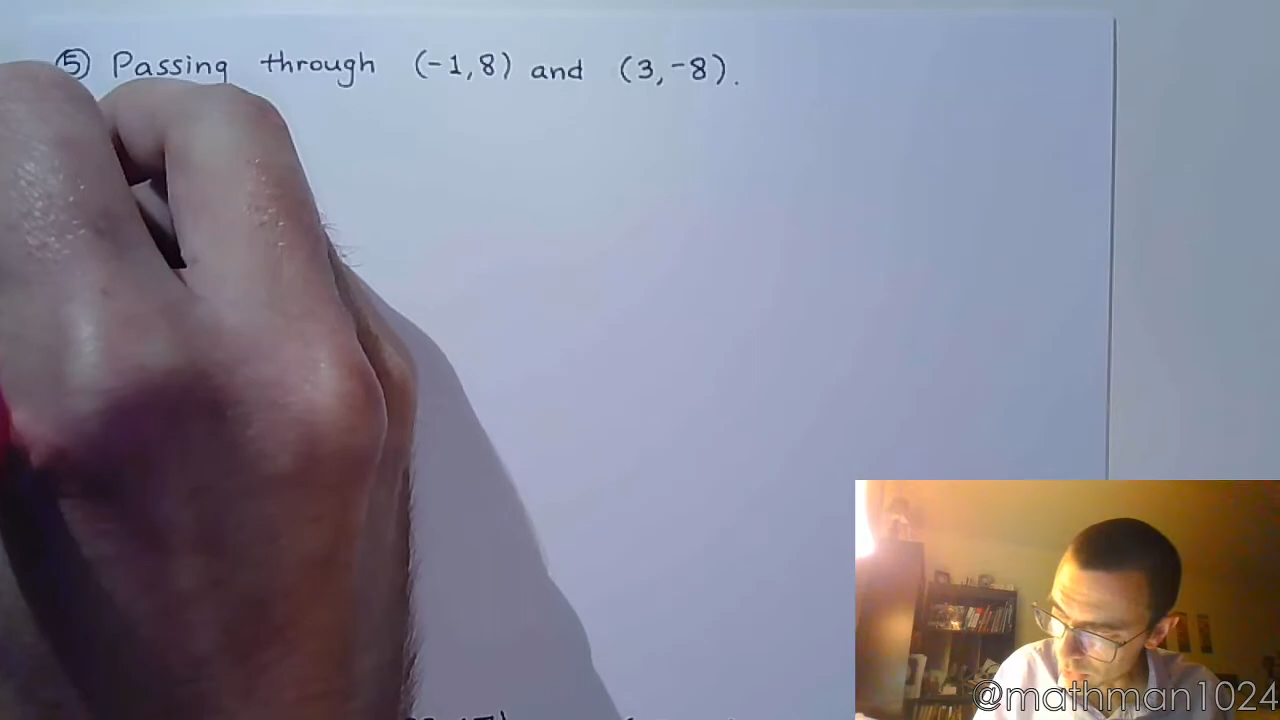 ⑤ Passing through (-1,8) and (3,-8).
@mathman1024